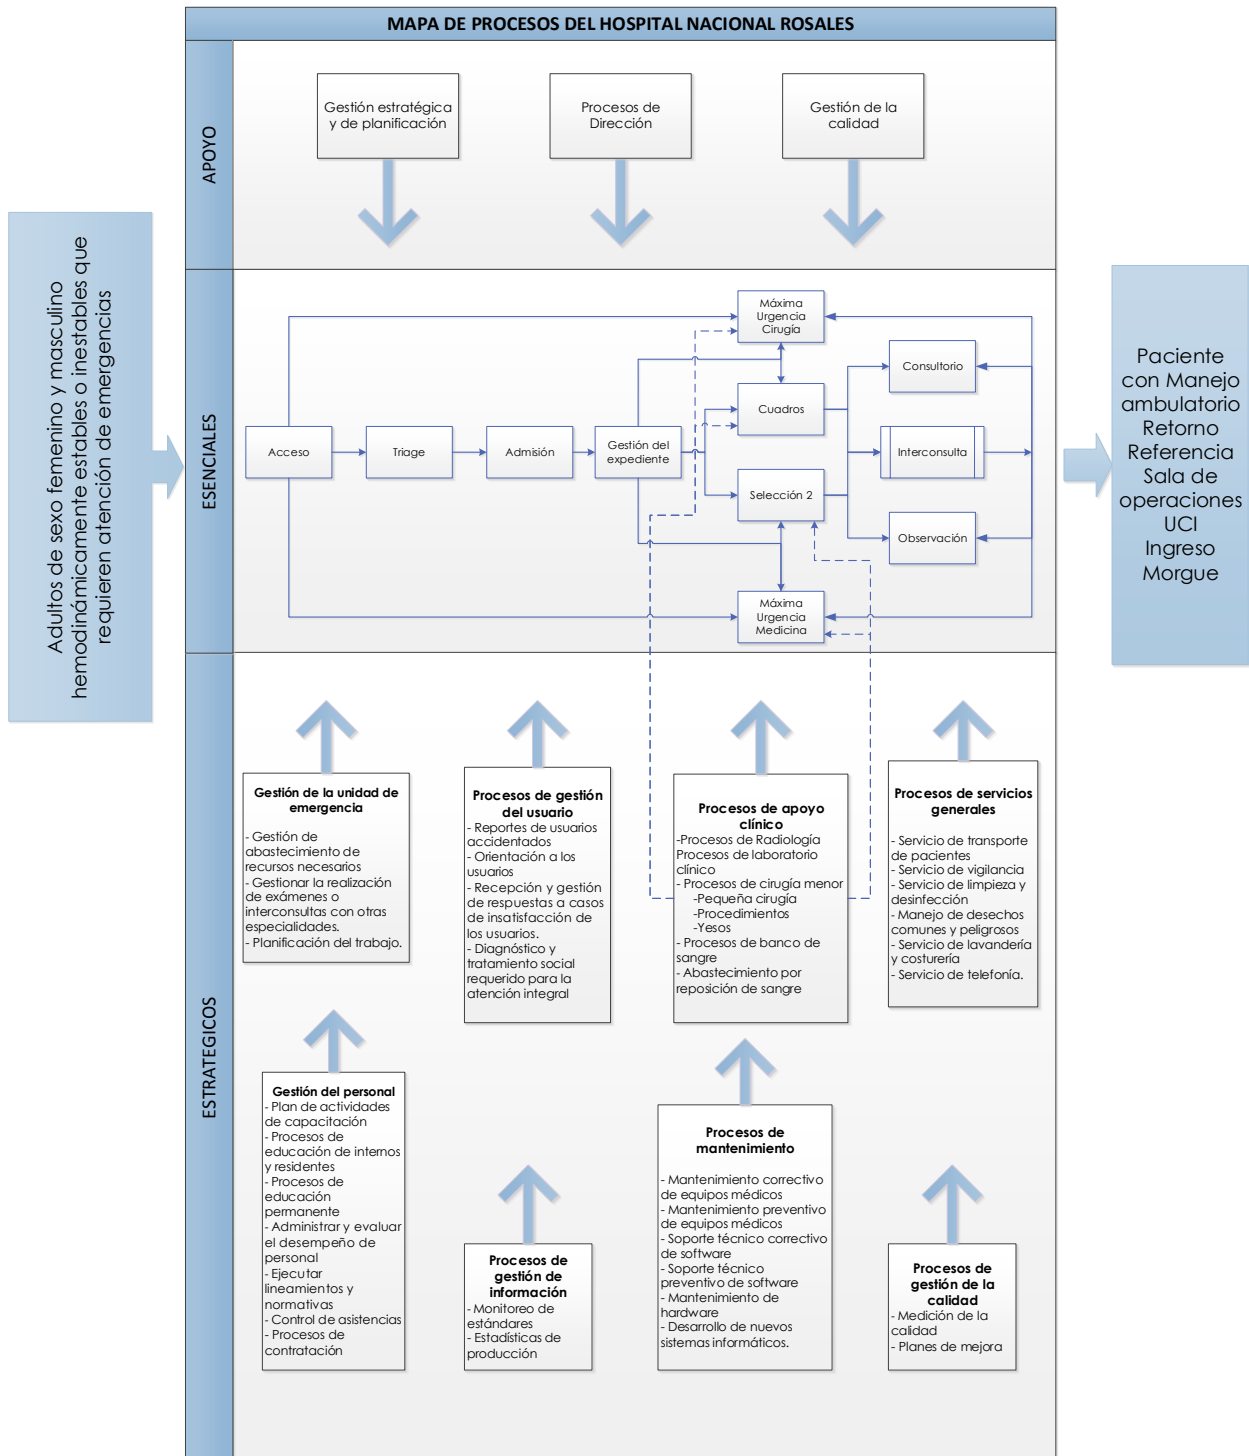 MAPA DE PROCESOS DEL HOSPITAL NACIONAL ROSALES
APOYO
Gestión estratégica
y de planificación
Procesos de
Dirección
Gestión de la
calidad
Adultos de sexo femenino y masculino
hemodinámicamente estables o inestables que
requieren atención de emergencias
ESENCIALES
Acceso
Triage
Admisión
Gestión del
expediente
Máxima
Urgencia
Cirugía
Cuadros
Selección 2
Máxima
Urgencia
Medicina
Consultorio
Interconsulta
Observación
Paciente
con Manejo
ambulatorio
Retorno
Referencia
Sala de
operaciones
UCI
Ingreso
Morgue
ESTRATEGICOS
Gestión de la unidad de
emergencia
- Gestión de
abastecimiento de
recursos necesarios
- Gestionar la realización
de exámenes o
interconsultas con otras
especialidades.
- Planificación del trabajo.
Procesos de gestión
del usuario
- Reportes de usuarios
accidentados
- Orientación a los
usuarios
- Recepción y gestión
de respuestas a casos
de insatisfacción de
los usuarios.
- Diagnóstico y
tratamiento social
requerido para la
atención integral
Procesos de apoyo
clínico
-Procesos de Radiología
Procesos de laboratorio
clínico
- Procesos de cirugía menor
-Pequeña cirugía
-Procedimientos
-Yesos
- Procesos de banco de
sangre
- Abastecimiento por
reposición de sangre
Procesos de servicios
generales
- Servicio de transporte
de pacientes
- Servicio de vigilancia
- Servicio de limpieza y
desinfección
- Manejo de desechos
comunes y peligrosos
- Servicio de lavandería
y costurería
- Servicio de telefonía.
Gestión del personal
- Plan de actividades
de capacitación
- Procesos de
educación de internos
y residentes
- Procesos de
educación
permanente
- Administrar y evaluar
el desempeño de
personal
- Ejecutar
lineamientos y
normativas
- Control de asistencias
- Procesos de
contratación
Procesos de
gestión de
información
- Monitoreo de
estándares
- Estadísticas de
producción
Procesos de
mantenimiento
- Mantenimiento correctivo
de equipos médicos
- Mantenimiento preventivo
de equipos médicos
- Soporte técnico correctivo
de software
- Soporte técnico
preventivo de software
- Mantenimiento de
hardware
- Desarrollo de nuevos
sistemas informáticos.
Procesos de
gestión de la
calidad
- Medición de la
calidad
- Planes de mejora